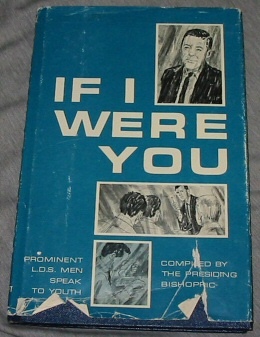 IF I
WERE
YOU
PROMINENT
L.D.S. MEN
SPEAK
TO YOUTH
COMPILED BY
THE PRESIDING
BISHOPRIC